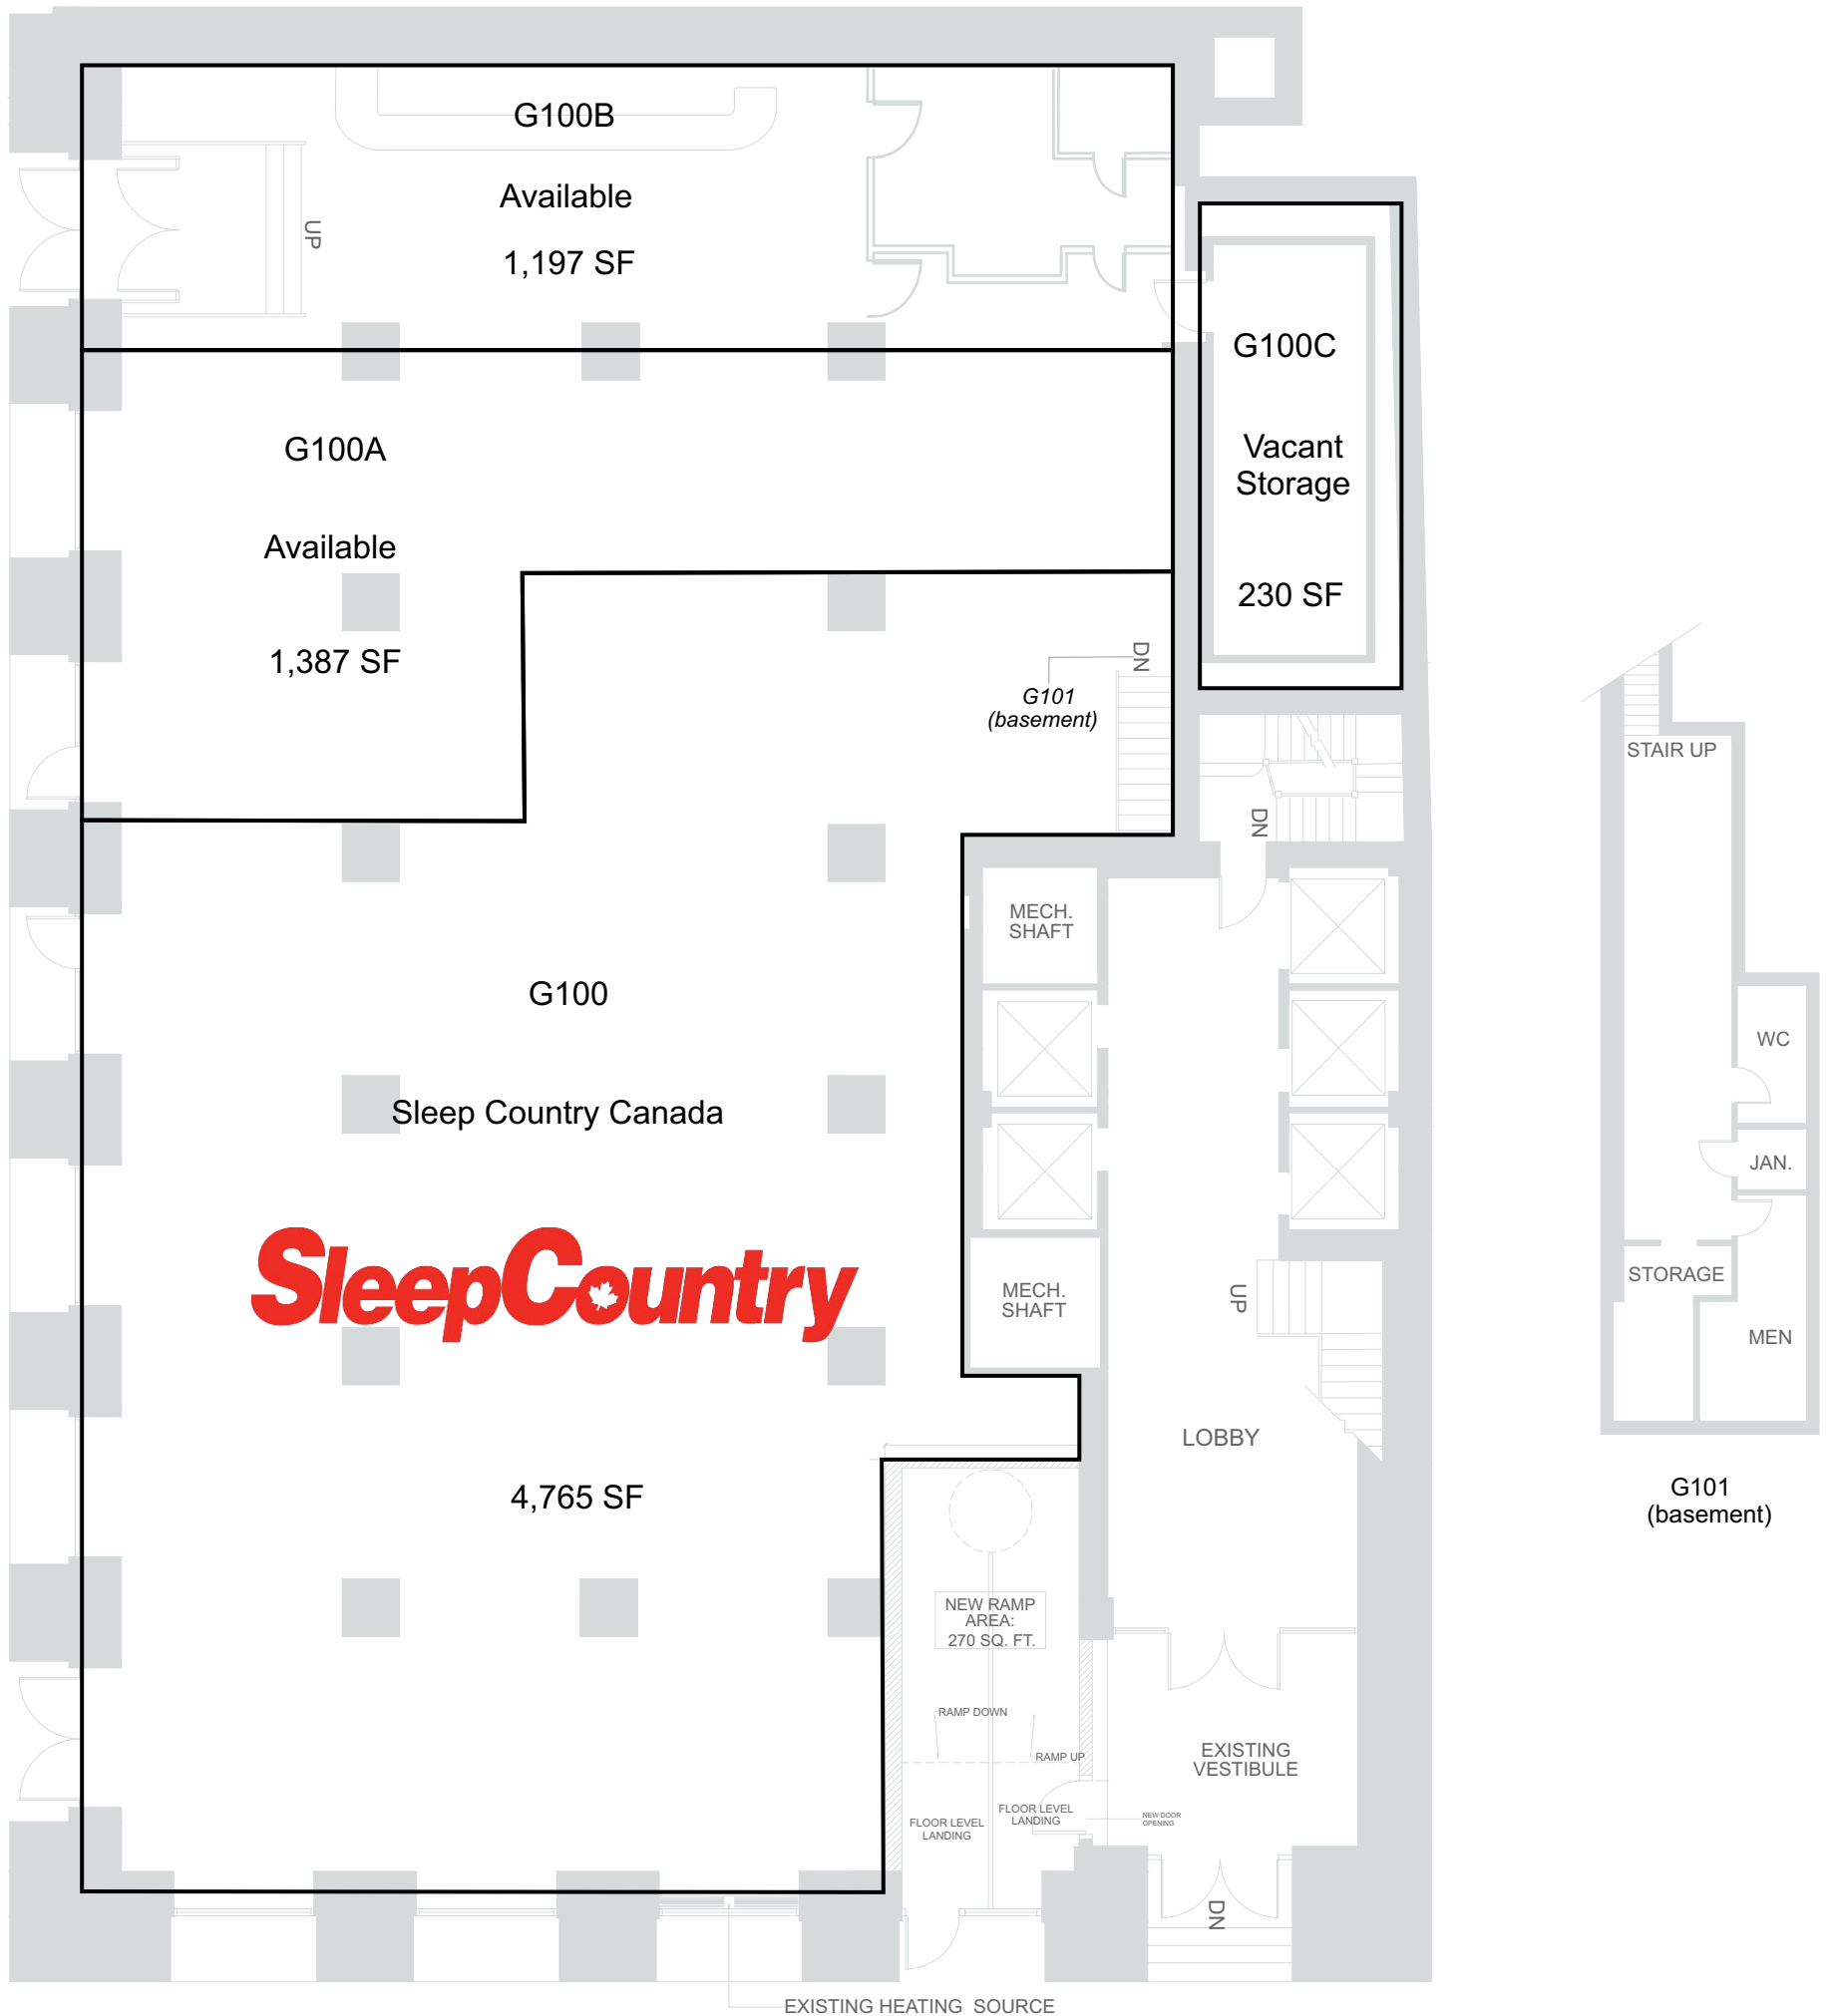 G100B
Available
1,197 SF
UP
G100A
Available
1,387 SF
G100C
Vacant
Storage
230 SF
DN
G101
(basement)
DN
STAIR UP
MECH.
SHAFT
G100
Sleep Country Canada
SleepCountry
4,765 SF
MECH.
SHAFT
UP
LOBBY
WC
JAN.
STORAGE
MEN
G101
(basement)
NEW RAMP
AREA:
270 SQ. FT.
RAMP DOWN
RAMP UP
EXISTING
VESTIBULE
FLOOR LEVEL
LANDING
FLOOR LEVEL
LANDING
NEW DOOR
OPENING
DN
EXISTING HEATING SOURCE